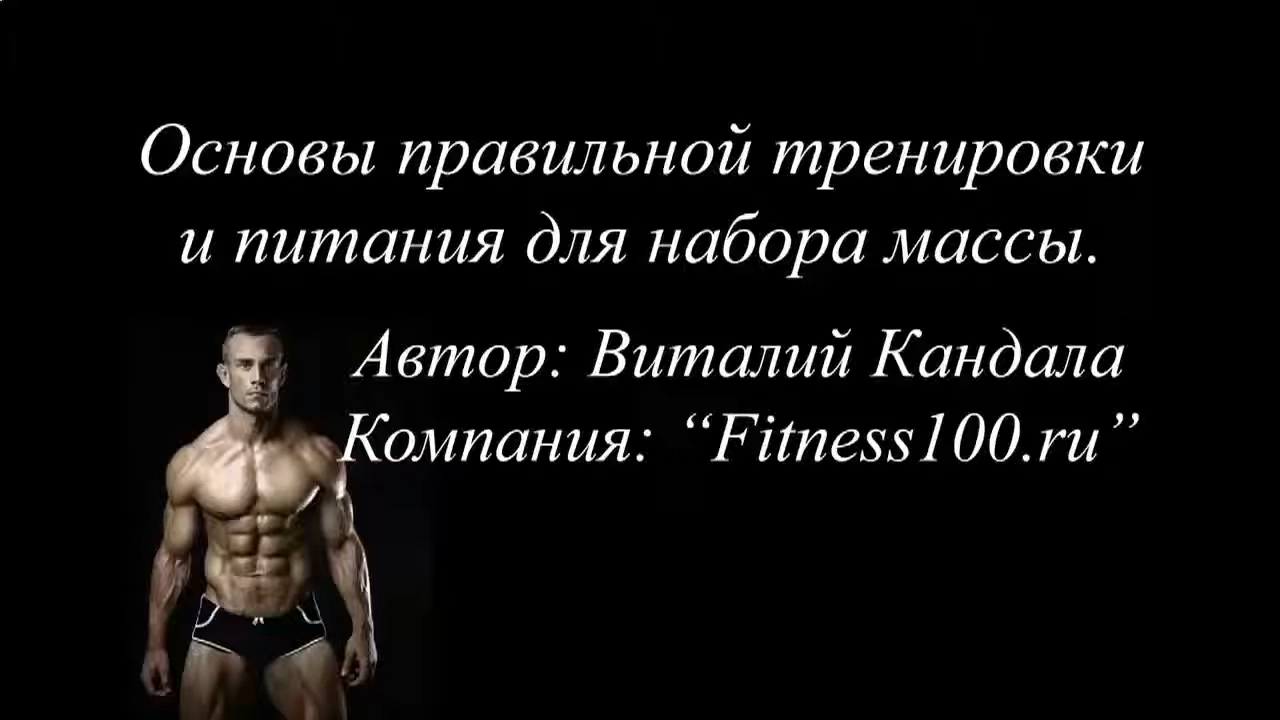 Основы правильной тренировки
и питания для набора массы.
Автор: Виталий Кандала
Компания: “Fitness100.ru”